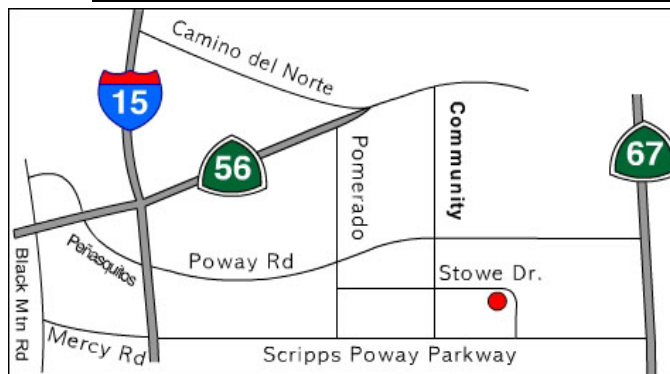 Camino del Norte
15
56
67
Pomerado
Community
Peñasquitos
Poway Rd
Black Mtn Rd
Stowe Dr.
Mercy Rd
Scripps Poway Parkway